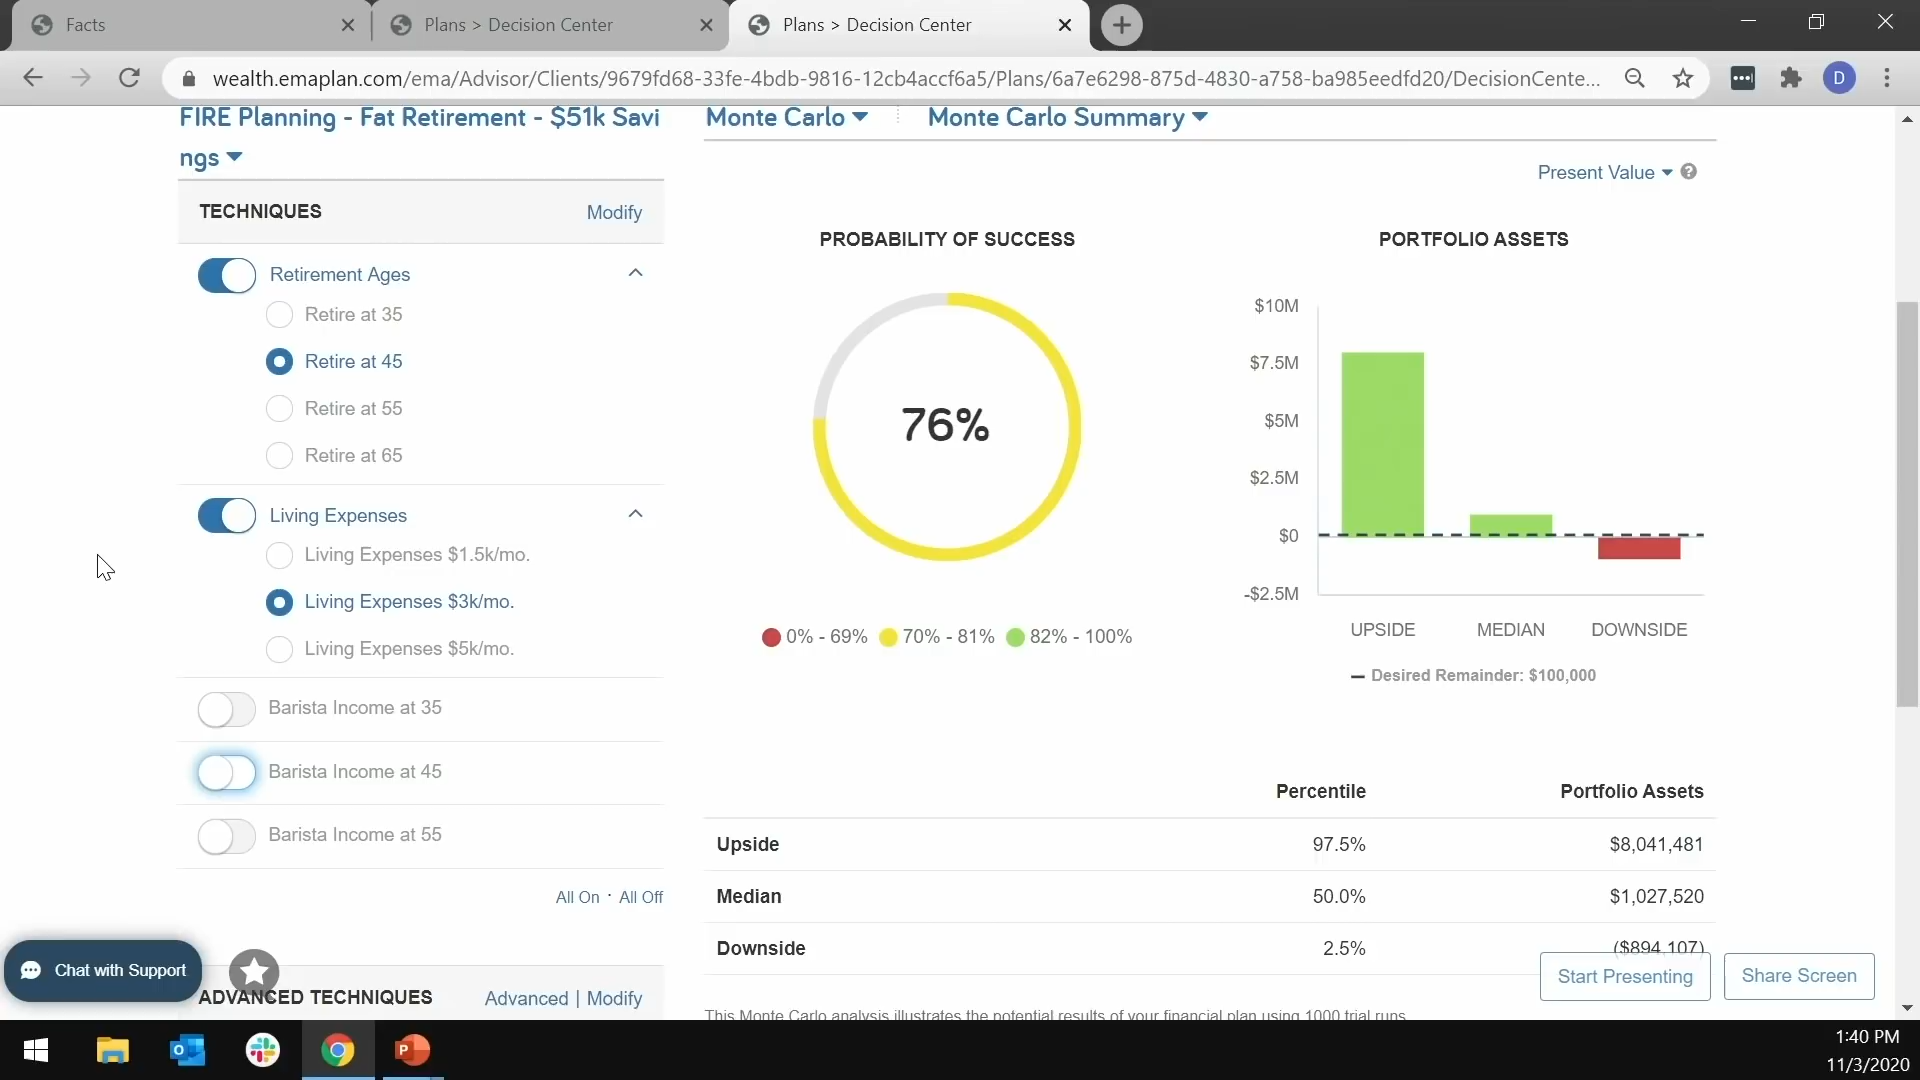 Facts
Plans > Decision Center
Plans > Decision Center
wealth.emaplan.com/ema/Advisor/Clients/9679fd68-33fe-4bdb-9816-12cb4accf6a5/Plans/6a7e6298-875d-4830-a758-ba985eedfd20/DecisionCente...
D
FIRE Planning - Fat Retirement - $51k Savi
ngs
Monte Carlo
Monte Carlo Summary
Present Value
?
TECHNIQUES
Modify
Retirement Ages
Retire at 35
Retire at 45
Retire at 55
Retire at 65
Living Expenses
Living Expenses $1.5k/mo.
Living Expenses $3k/mo.
Living Expenses $5k/mo.
Barista Income at 35
Barista Income at 45
Barista Income at 55
All On · All Off
ADVANCED TECHNIQUES
Advanced | Modify
Chat with Support
PROBABILITY OF SUCCESS
76%
0% - 69%
70% - 81%
82% - 100%
PORTFOLIO ASSETS
$10M
$7.5M
$5M
$2.5M
$0
-$2.5M
UPSIDE
MEDIAN
DOWNSIDE
Desired Remainder: $100,000
Percentile
Portfolio Assets
Upside 97.5% $8,041,481
Median 50.0% $1,027,520
Downside 2.5% ($894,107)
Start Presenting
Share Screen
This Monte Carlo analysis illustrates the potential results of your financial plan using 1000 trial runs.
1:40 PM
11/3/2020